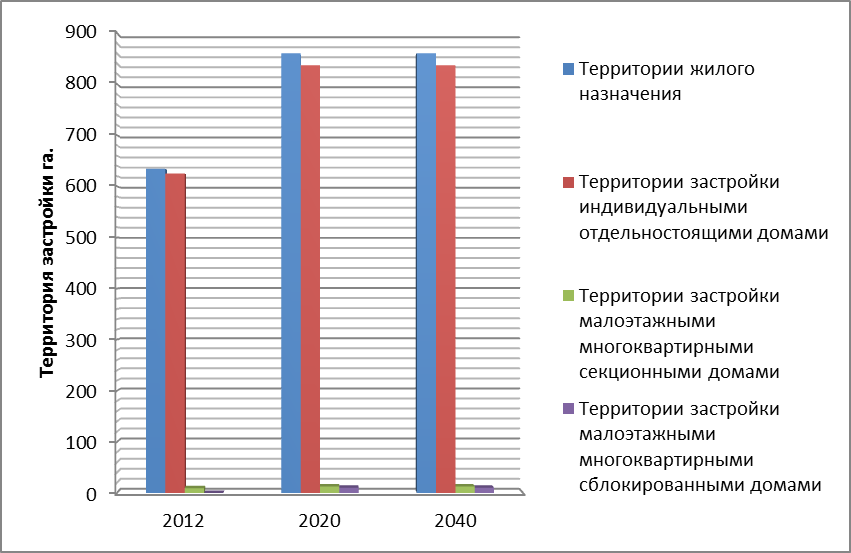 900
800
700
600
500
400
300
200
100
0
Территория застройки га.
2012
2020
2040
Территории жилого
назначения
Территории застройки
индивидуальными
отдельностоящими домами
Территории застройки
малоэтажными
многоквартирными
секционными домами
Территории застройки
малоэтажными
многоквартирными
сблокированными домами